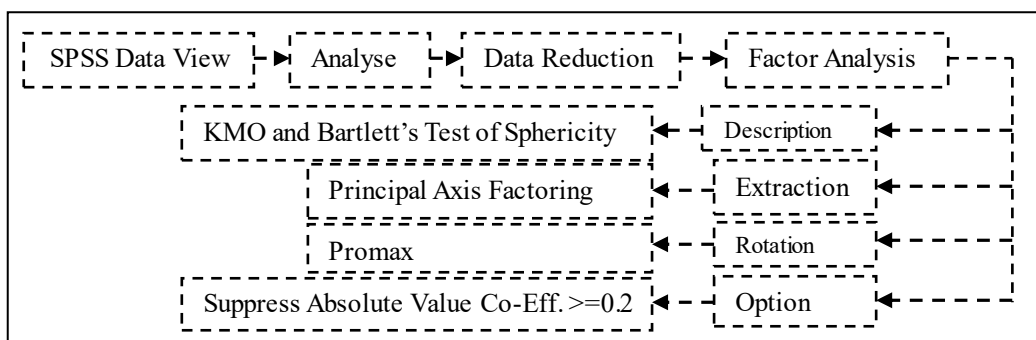 SPSS Data View Analyse Data Reduction Factor Analysis
KMO and Bartlett's Test of Sphericity Description
Principal Axis Factoring Extraction
Promax Rotation
Suppress Absolute Value Co-Eff. >=0.2 Option